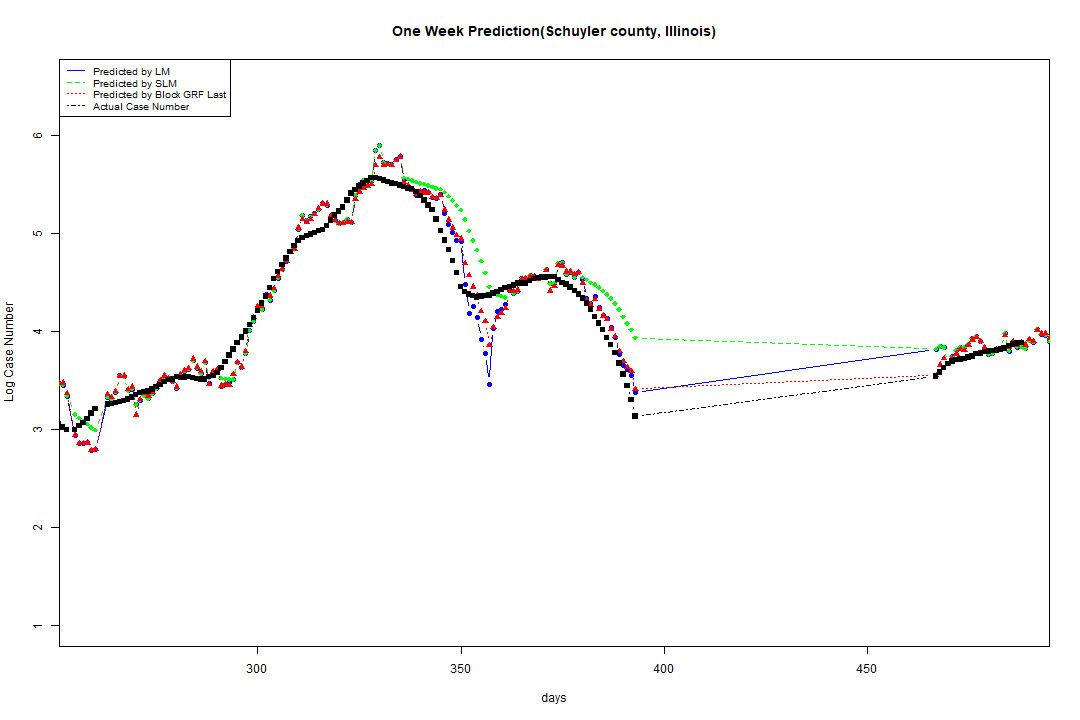 One Week Prediction(Schuyler county, Illinois)
Predicted by LM
Predicted by SLM
Predicted by Block GRF Last
Actual Case Number
Log Case Number
6
5
4
3
2
1
300
350
400
450
days